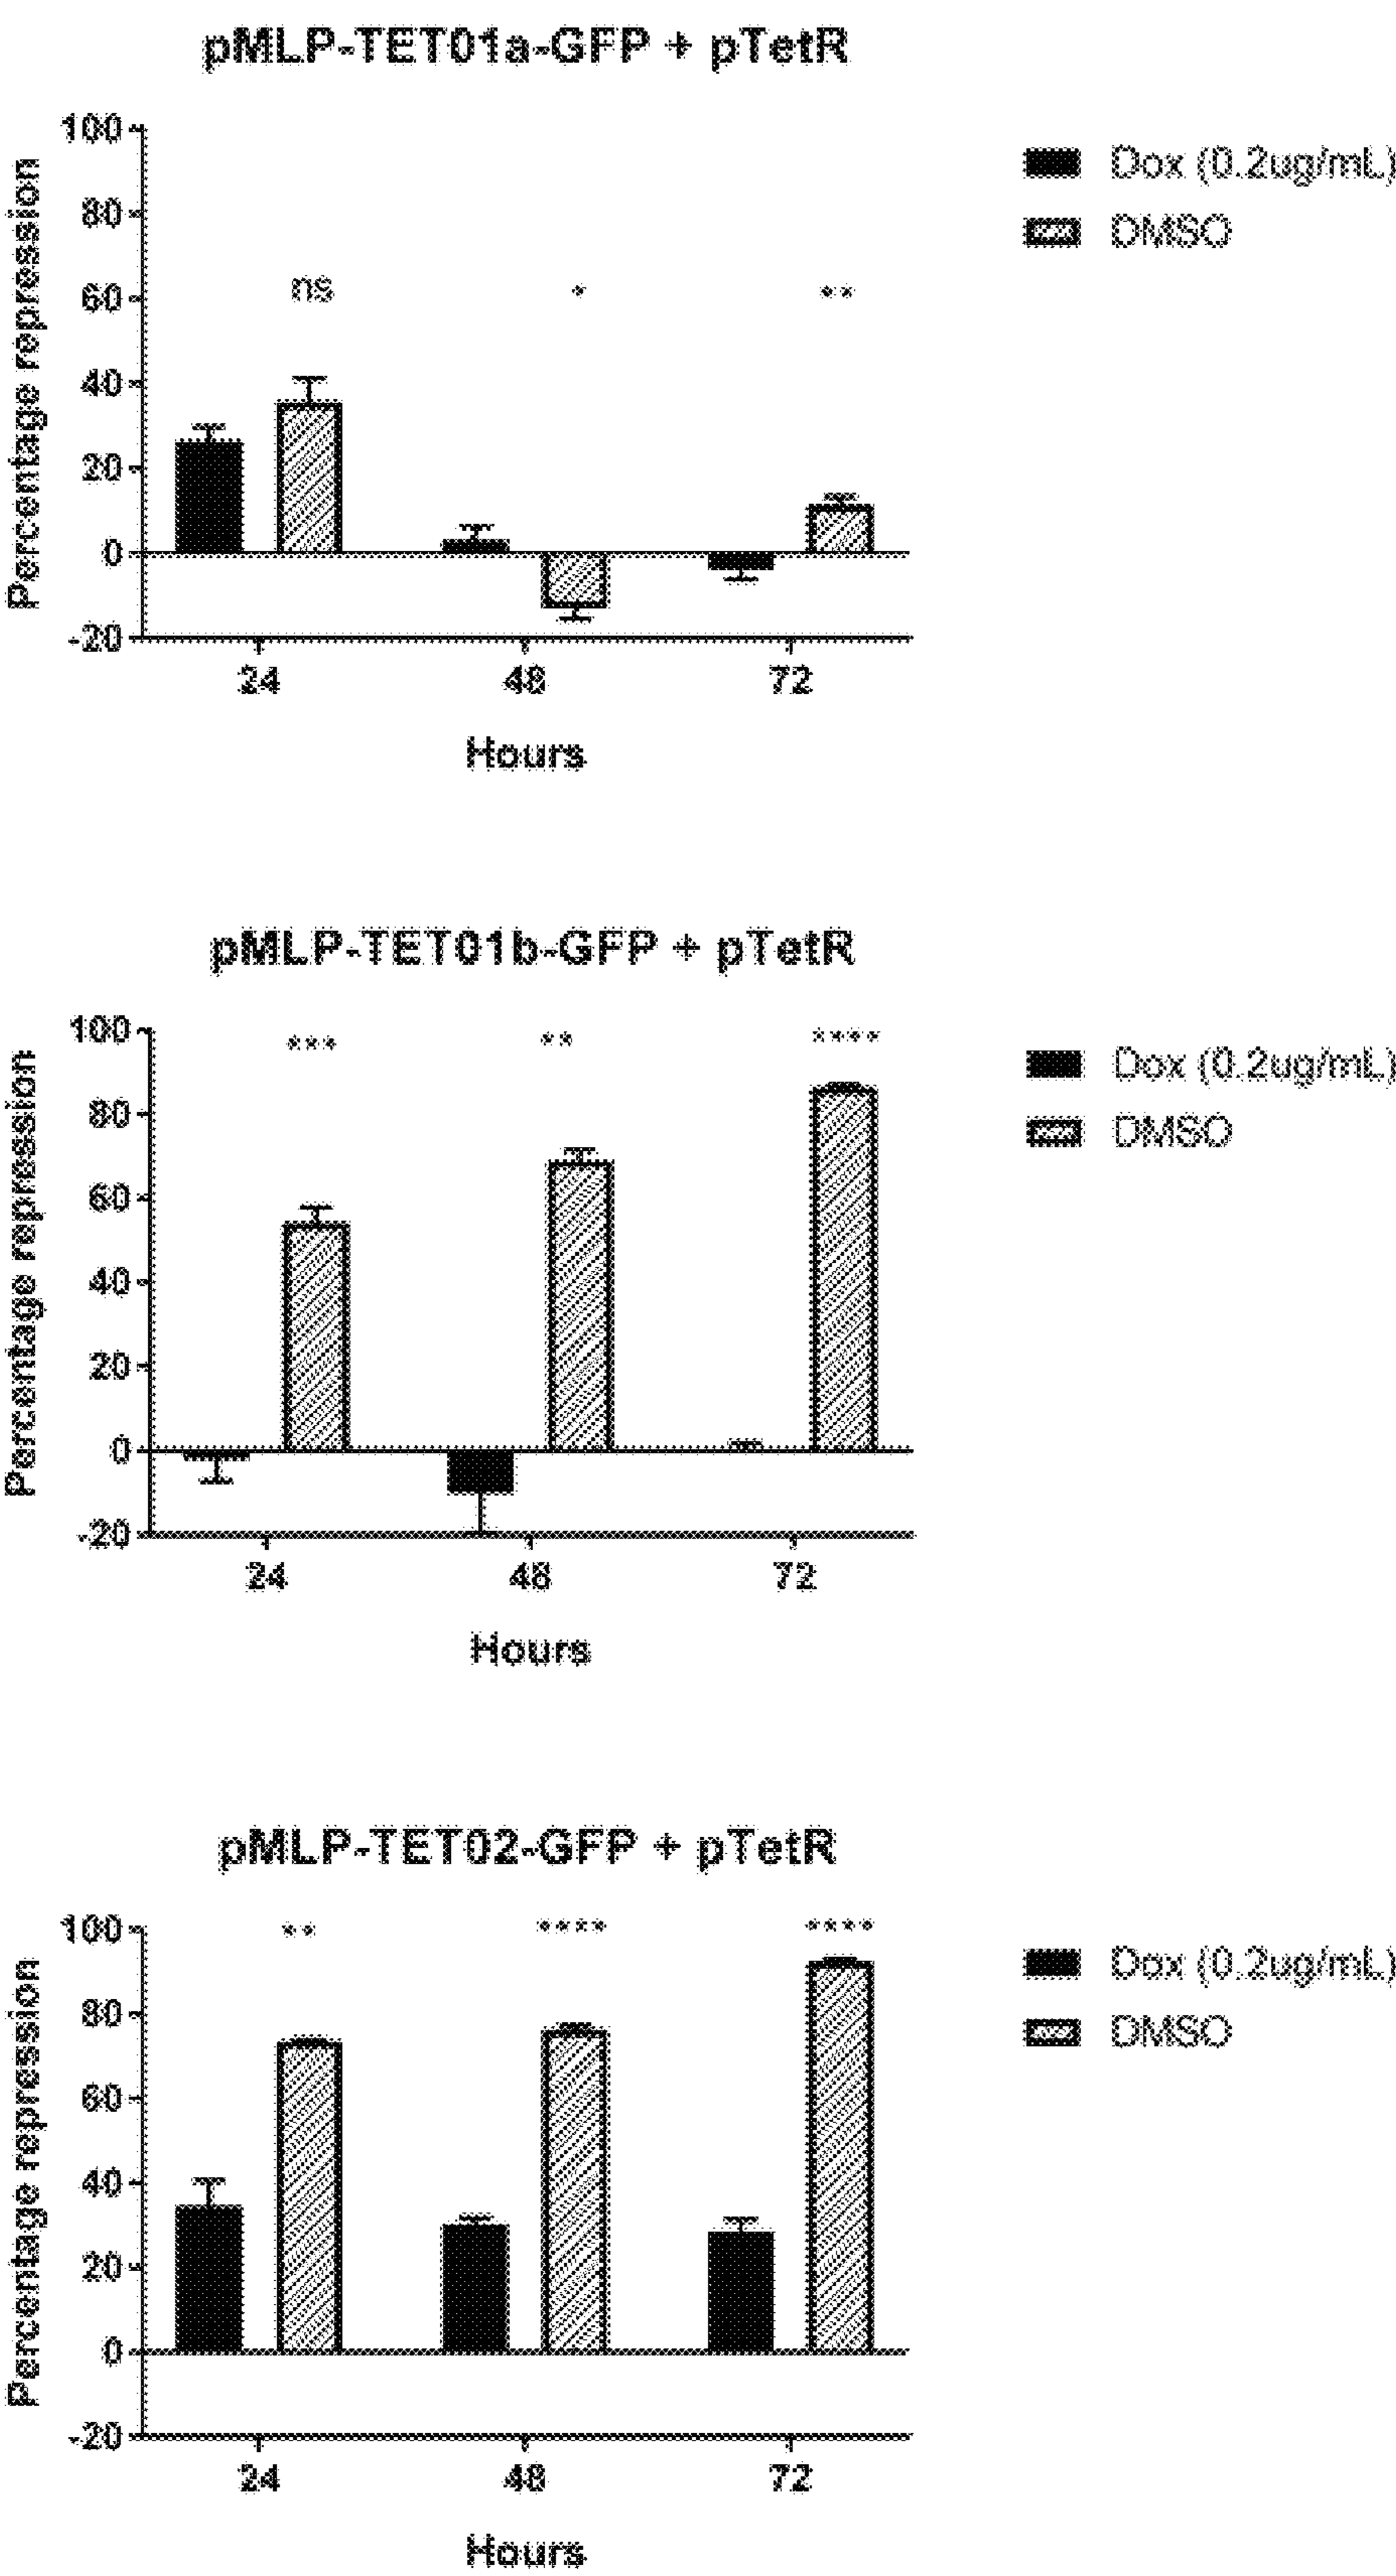 pMLP-TET01a-GFP + pTetR
Percentage repression
100
80
60
40
20
0
-20
ns
*
**
24 48 72
Hours
Dox (0.2ug/mL)
DMSO
pMLP-TET01b-GFP + pTetR
Percentage repression
100
80
60
40
20
0
-20
***
**
****
24 48 72
Hours
Dox (0.2ug/mL)
DMSO
pMLP-TET02-GFP + pTetR
Percentage repression
100
80
60
40
20
0
-20
**
****
****
24 48 72
Hours
Dox (0.2ug/mL)
DMSO